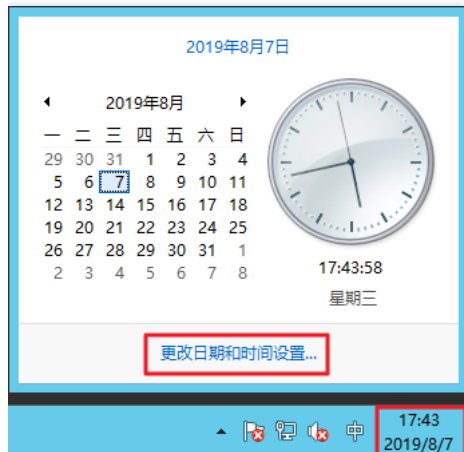 2019年8月7日
2019年8月
一 二 三 四 五 六 日
29 30 31 1 2 3 4
5 6 7 8 9 10 11
12 13 14 15 16 17 18
19 20 21 22 23 24 25
26 27 28 29 30 31 1
2 3 4 5 6 7 8
17:43:58
星期三
更改日期和时间设置...
中
17:43
2019/8/7